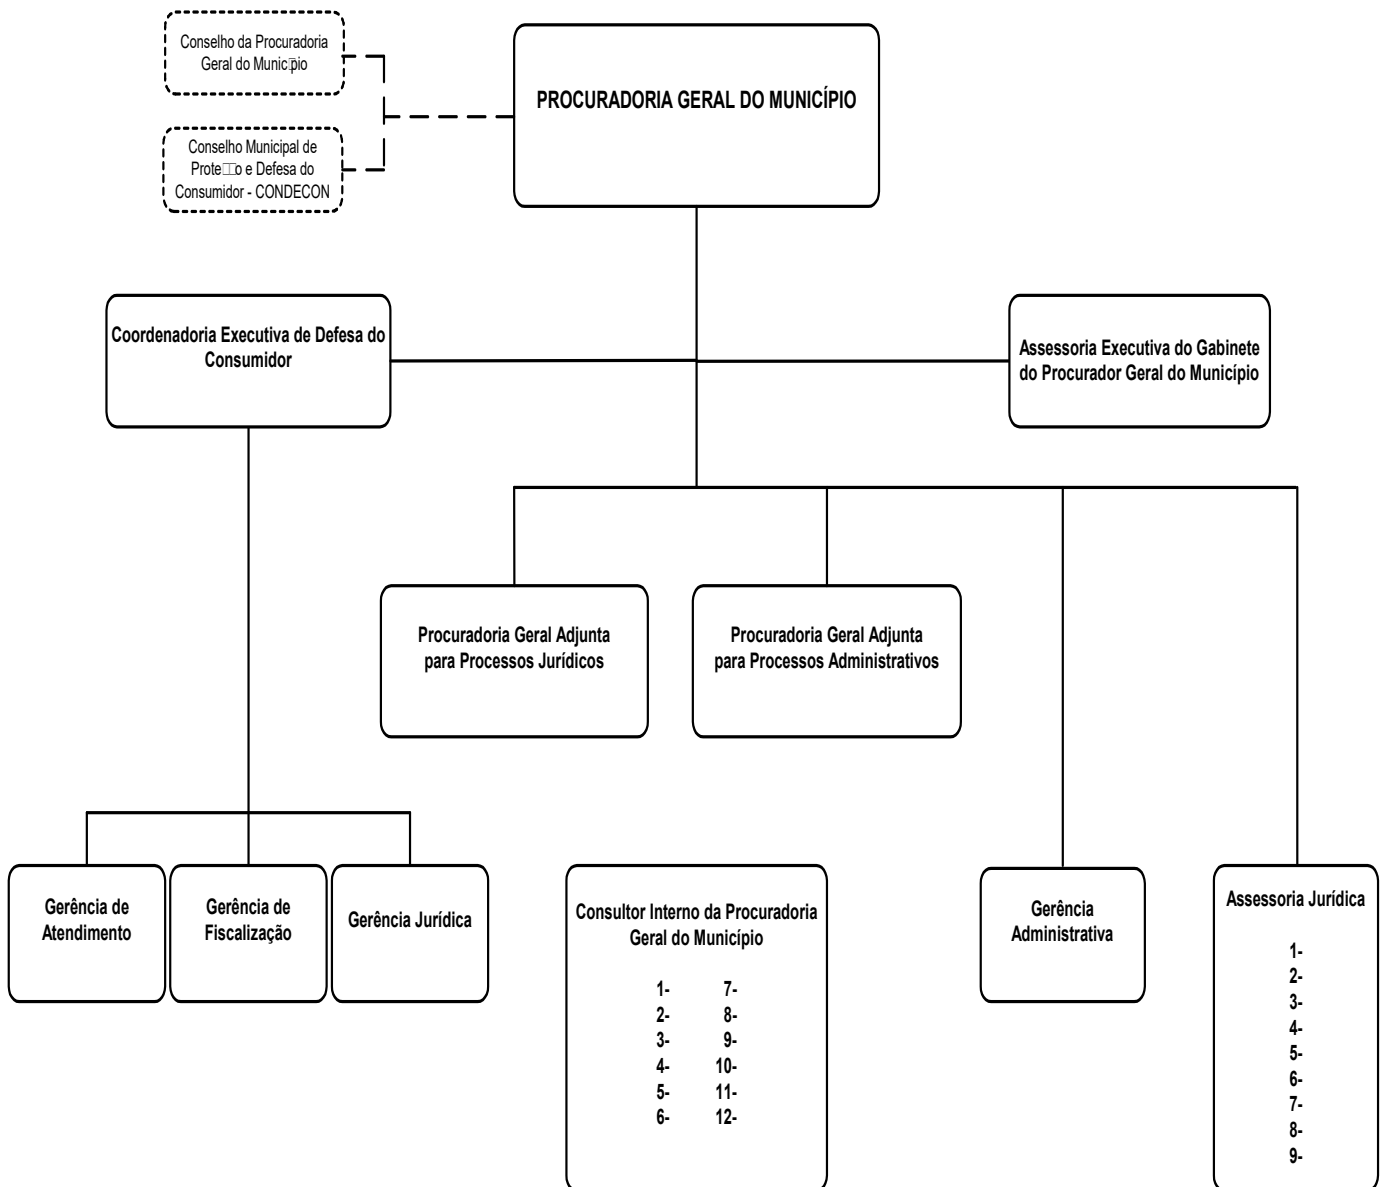 Conselho da Procuradoria
Geral do Munic□pio
PROCURADORIA GERAL DO MUNICÍPIO
Conselho Municipal de
Prote□□o e Defesa do
Consumidor - CONDECON
Coordenadoria Executiva de Defesa do
Consumidor
Assessoria Executiva do Gabinete
do Procurador Geral do Município
Procuradoria Geral Adjunta
para Processos Jurídicos
Procuradoria Geral Adjunta
para Processos Administrativos
Gerência de
Atendimento
Gerência de
Fiscalização
Gerência Jurídica
Consultor Interno da Procuradoria
Geral do Município
1- 7-
2- 8-
3- 9-
4- 10-
5- 11-
6- 12-
Gerência
Administrativa
Assessoria Jurídica
1-
2-
3-
4-
5-
6-
7-
8-
9-